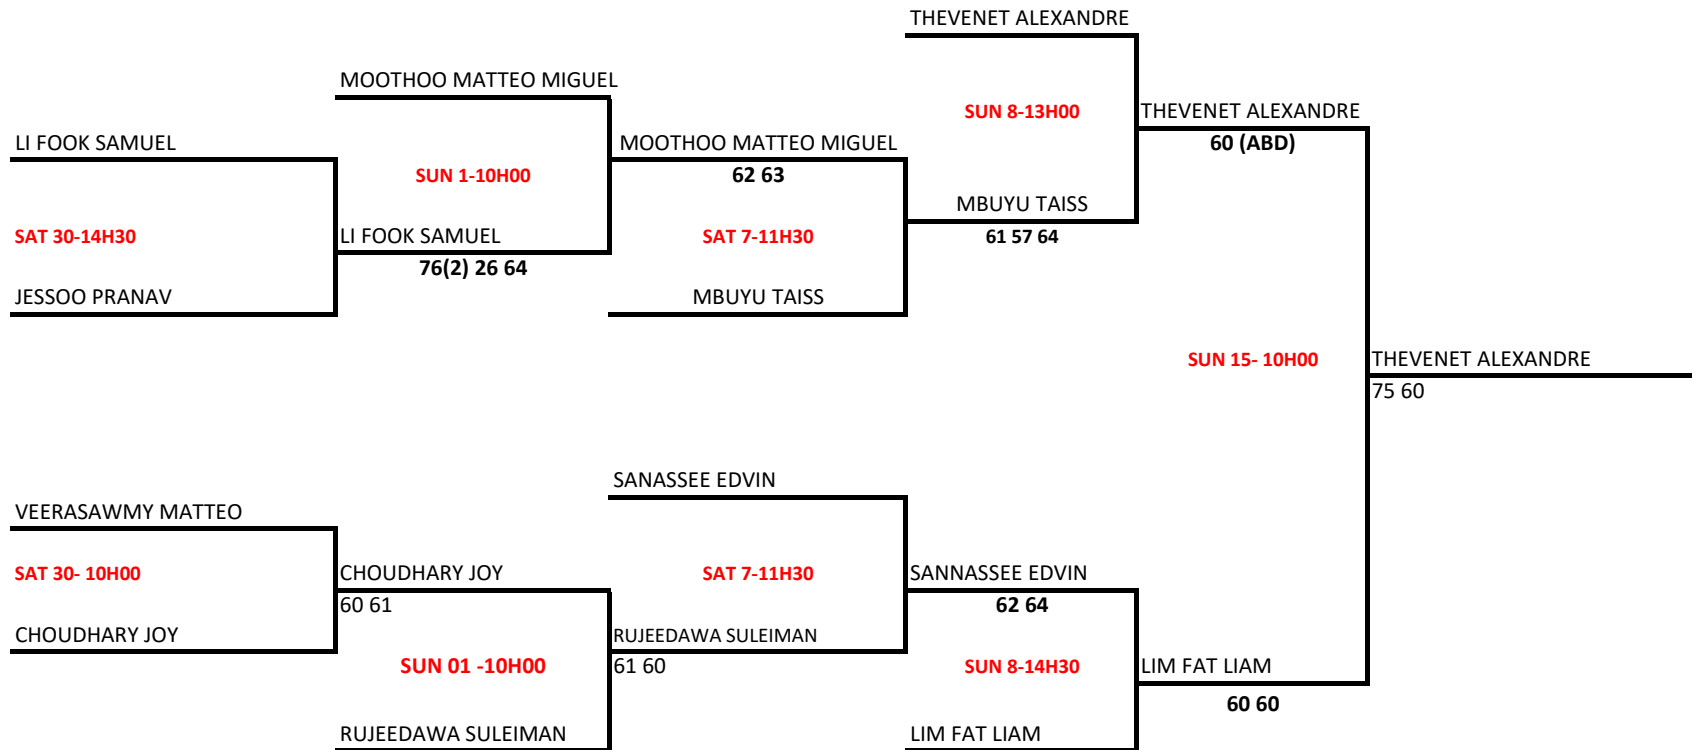 THEVENET ALEXANDRE
MOOTHOO MATTEO MIGUEL
SUN 8-13H00
THEVENET ALEXANDRE
LI FOOK SAMUEL
MOOTHOO MATTEO MIGUEL
60 (ABD)
SUN 1-10H00
62 63
MBUYU TAISS
SAT 30-14H30
LI FOOK SAMUEL
SAT 7-11H30
61 57 64
76(2) 26 64
JESSOO PRANAV
MBUYU TAISS
SUN 15- 10H00
THEVENET ALEXANDRE
75 60
SANASSEE EDVIN
VEERASAWMY MATTEO
SAT 30- 10H00
CHOUDHARY JOY
SAT 7-11H30
SANNASSEE EDVIN
60 61
62 64
CHOUDHARY JOY
RUJEEDAWA SULEIMAN
SUN 01 -10H00
61 60
SUN 8-14H30
LIM FAT LIAM
60 60
RUJEEDAWA SULEIMAN
LIM FAT LIAM